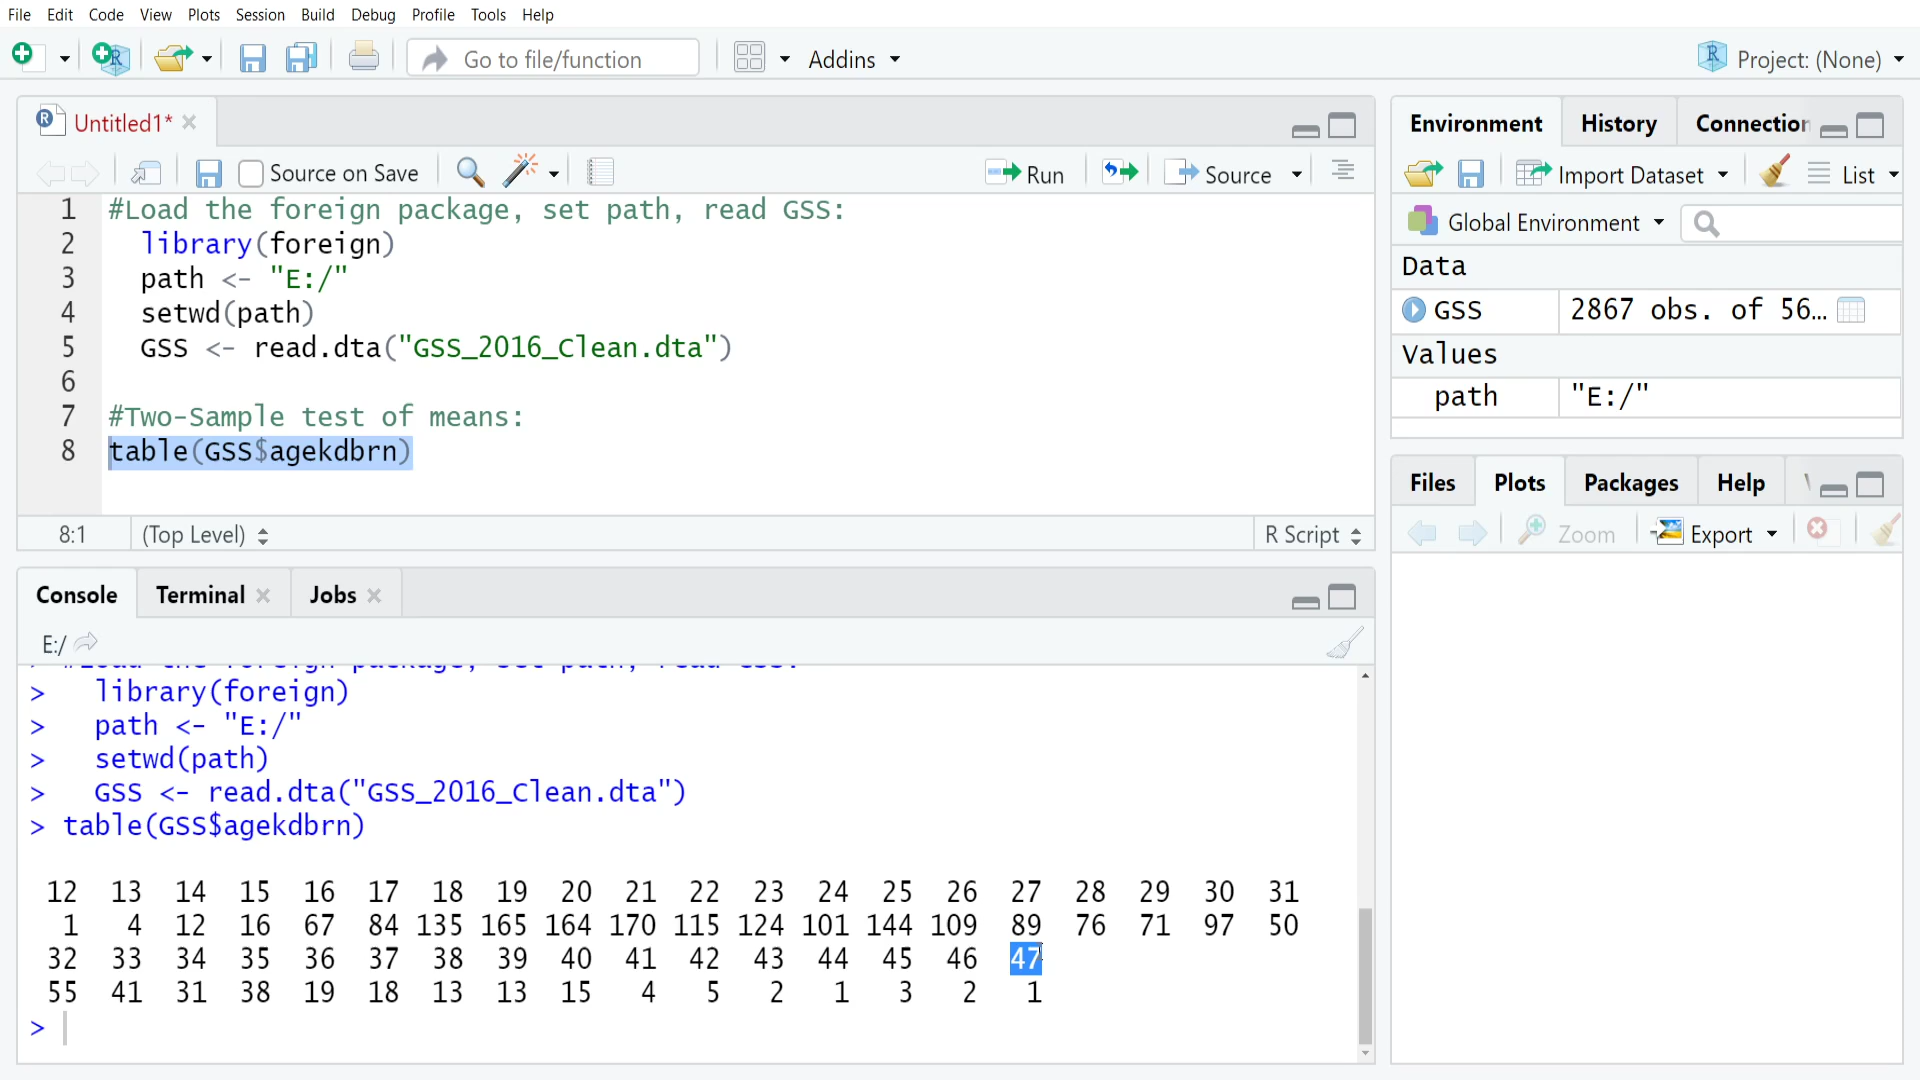 File Edit Code View Plots Session Build Debug Profile Tools Help
Go to file/function Addins Project: (None)
Untitled1*
Source on Save Run Source
1 #Load the foreign package, set path, read GSS:
2 library(foreign)
3 path <- "E:/"
4 setwd(path)
5 GSS <- read.dta("GSS_2016_Clean.dta")
6
7 #Two-Sample test of means:
8 table(GSS$agekdbrn)
8:1 (Top Level) R Script
Console Terminal Jobs
E:/
> library(foreign)
> path <- "E:/"
> setwd(path)
> GSS <- read.dta("GSS_2016_Clean.dta")
> table(GSS$agekdbrn)
12 13 14 15 16 17 18 19 20 21 22 23 24 25 26 27 28 29 30 31
1 4 12 16 67 84 135 165 164 170 115 124 101 144 109 89 76 71 97 50
32 33 34 35 36 37 38 39 40 41 42 43 44 45 46 47
55 41 31 38 19 18 13 13 15 4 5 2 1 3 2 1
>
Environment History Connection
Import Dataset List
Global Environment
Data
GSS 2867 obs. of 56...
Values
path "E:/"
Files Plots Packages Help
Zoom Export